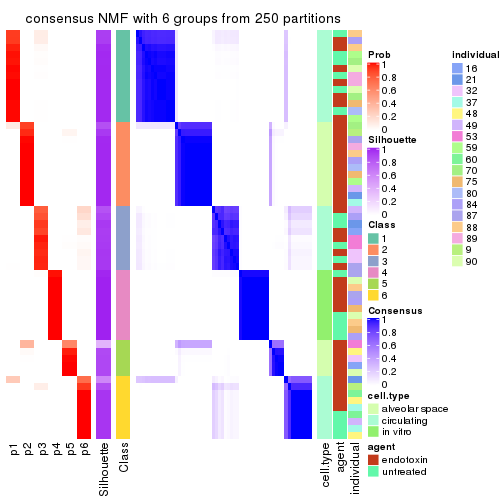 consensus NMF with 6 groups from 250 partitions
p1
p2
p3
p4
p5
p6
Silhouette
Class
cell.type
agent
individual
Prob
1
0.8
0.6
0.4
0.2
0
Silhouette
1
0.8
0.6
0.4
0.2
0
Class
1
2
3
4
5
6
Consensus
1
0.8
0.6
0.4
0.2
0
cell.type
alveolar space
circulating
in vitro
agent
endotoxin
untreated
individual
16
21
32
37
48
49
53
59
60
70
75
80
84
87
88
89
9
90